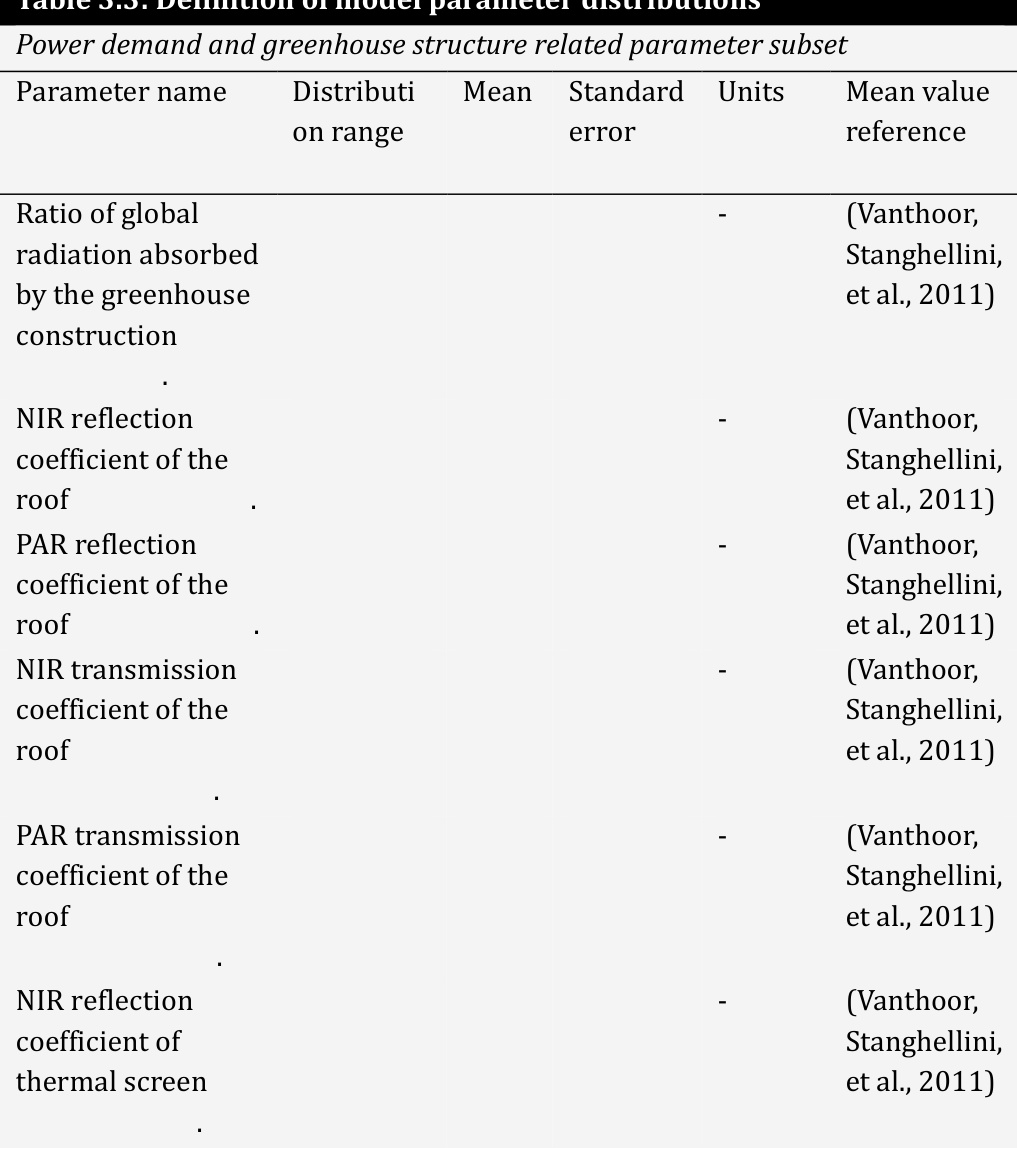 Table 3.3: Definition of model parameter distributions
Power demand and greenhouse structure related parameter subset
Parameter name Distributi Mean Standard Units Mean value
on range error reference
Ratio of global - (Vanthoor,
radiation absorbed Stanghellini,
by the greenhouse et al., 2011)
construction
.
NIR reflection - (Vanthoor,
coefficient of the Stanghellini,
roof . et al., 2011)
PAR reflection - (Vanthoor,
coefficient of the Stanghellini,
roof . et al., 2011)
NIR transmission - (Vanthoor,
coefficient of the Stanghellini,
roof et al., 2011)
.
PAR transmission - (Vanthoor,
coefficient of the Stanghellini,
roof et al., 2011)
.
NIR reflection - (Vanthoor,
coefficient of Stanghellini,
thermal screen et al., 2011)
.